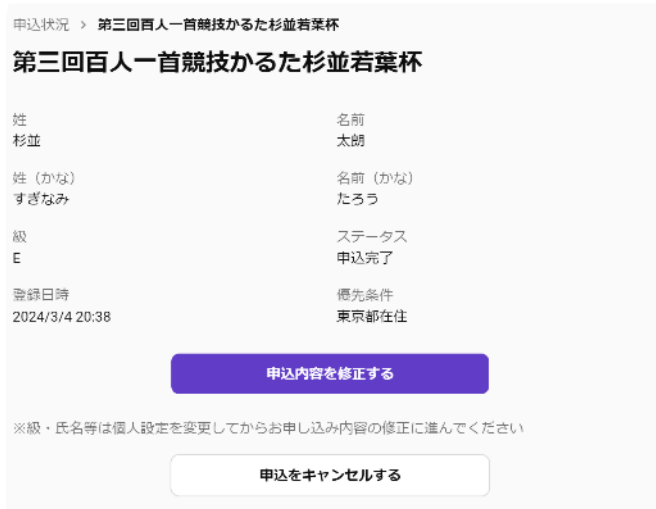 申込状況 > 第三回百人一首競技かるた杉並若葉杯
第三回百人一首競技かるた杉並若葉杯
姓 名前
杉並 太朗
姓（かな） 名前（かな）
すぎなみ たろう
級 ステータス
E 申込完了
登録日時 優先条件
2024/3/4 20:38 東京都在住
申込内容を修正する
※級・氏名等は個人設定を変更してからお申し込み内容の修正に進んでください
申込をキャンセルする